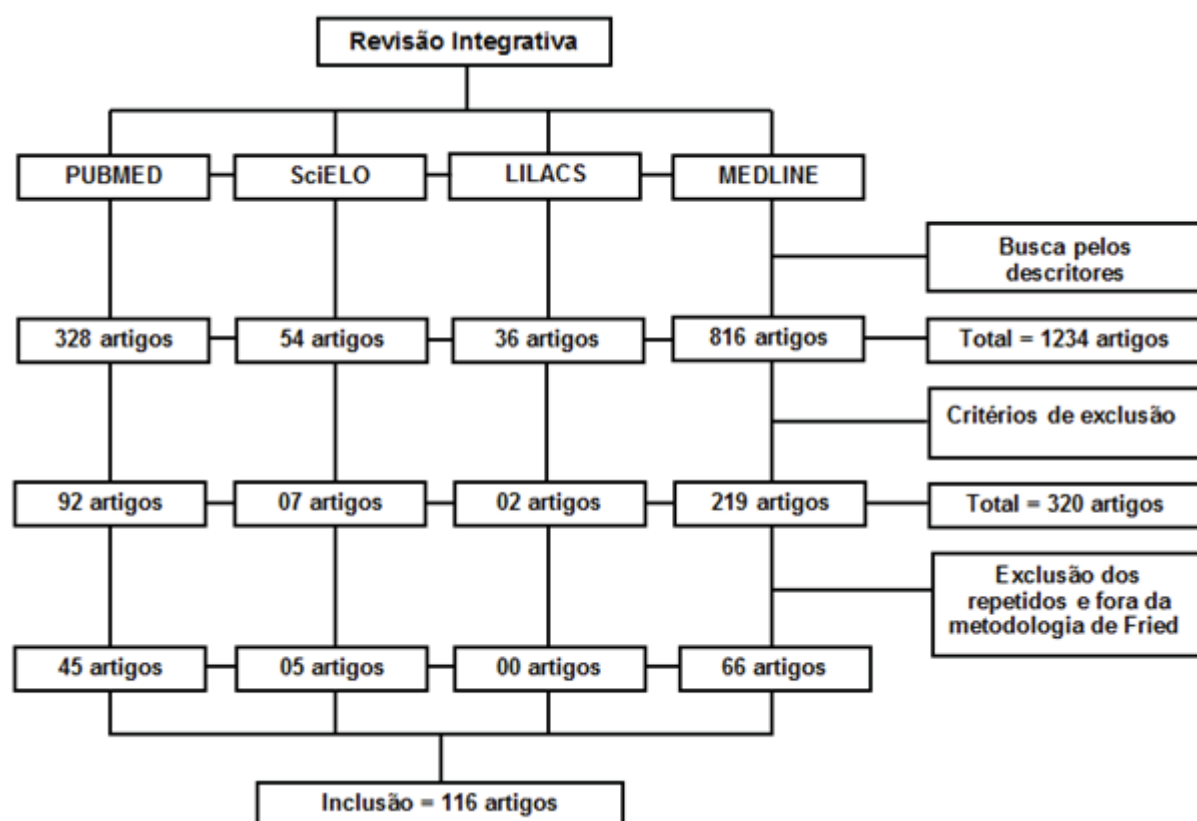 Revisão Integrativa
PUBMED
SciELO
LILACS
MEDLINE
Busca pelos
descritores
328 artigos
54 artigos
36 artigos
816 artigos
Total = 1234 artigos
Critérios de exclusão
92 artigos
07 artigos
02 artigos
219 artigos
Total = 320 artigos
Exclusão dos
repetidos e fora da
metodologia de Fried
45 artigos
05 artigos
00 artigos
66 artigos
Inclusão = 116 artigos